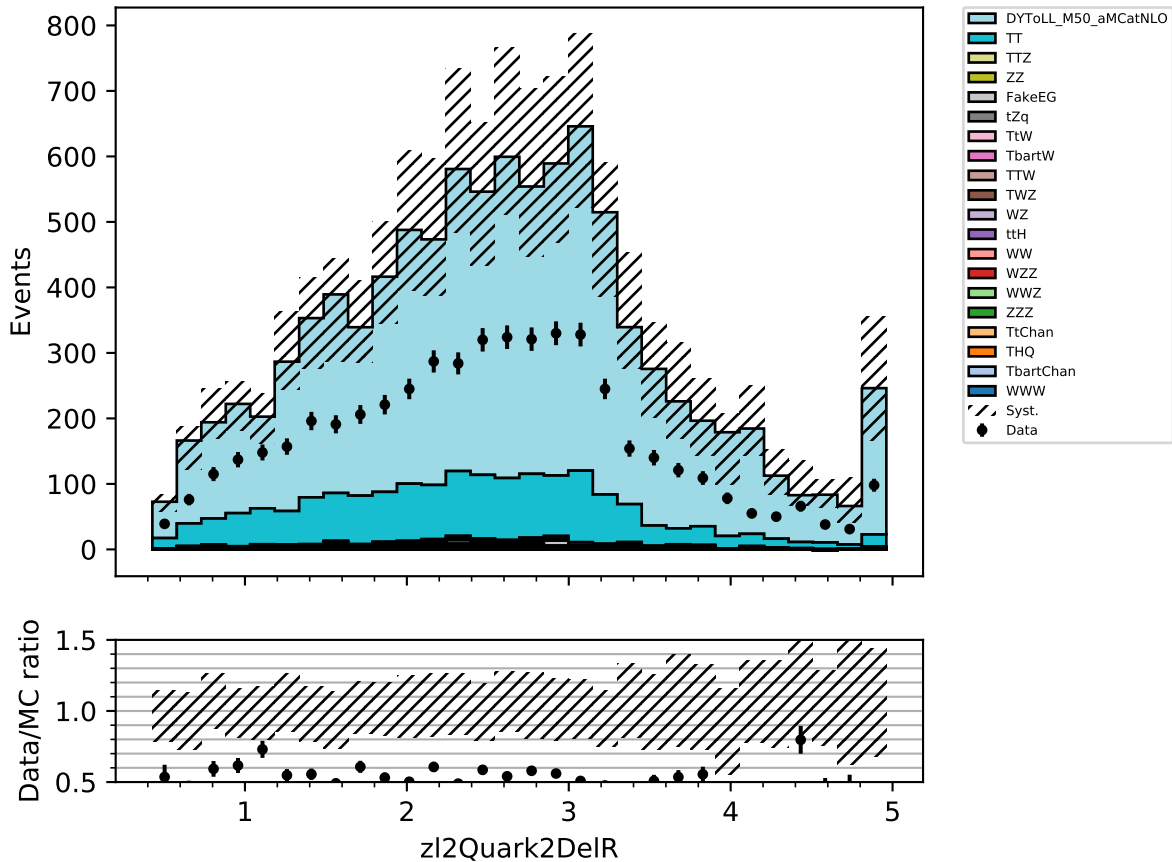 800
700
600
500
400
300
200
100
0
Events
DYToLL_M50_aMCatNLO
TT
TTZ
ZZ
FakeEG
tZq
TtW
TbartW
TTW
TWZ
WZ
ttH
WW
WZZ
WWZ
ZZZ
TtChan
THQ
TbartChan
WWW
Syst.
Data
1.5
1.0
0.5
Data/MC ratio
1 2 3 4 5
zl2Quark2DelR